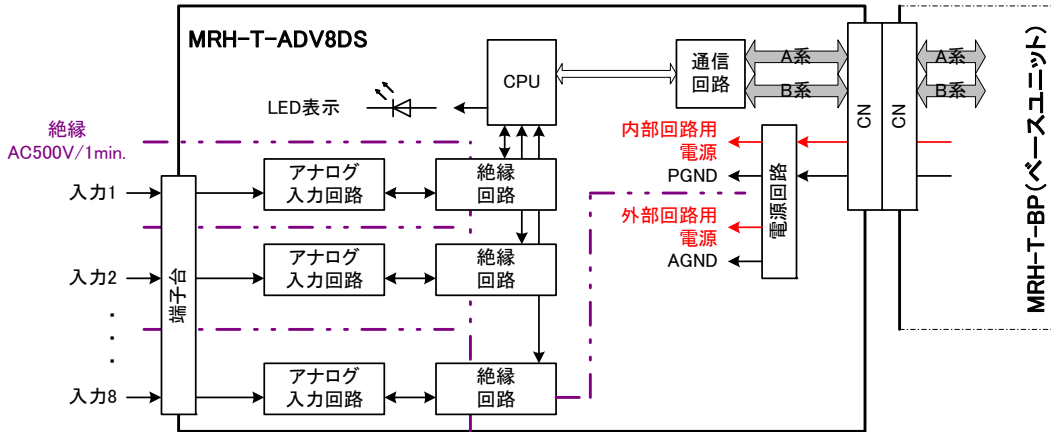 MRH-T-ADV8DS
CPU
通信
回路
A系
B系
CN
CN
A系
B系
MRH-T-BP(ベースユニット)
LED表示
絶縁
AC500V/1min.
内部回路用
電源
PGND
外部回路用
電源
AGND
電源回路
入力1
アナログ
入力回路
絶縁
回路
入力2
アナログ
入力回路
絶縁
回路
端子台
・
・
・
入力8
アナログ
入力回路
絶縁
回路